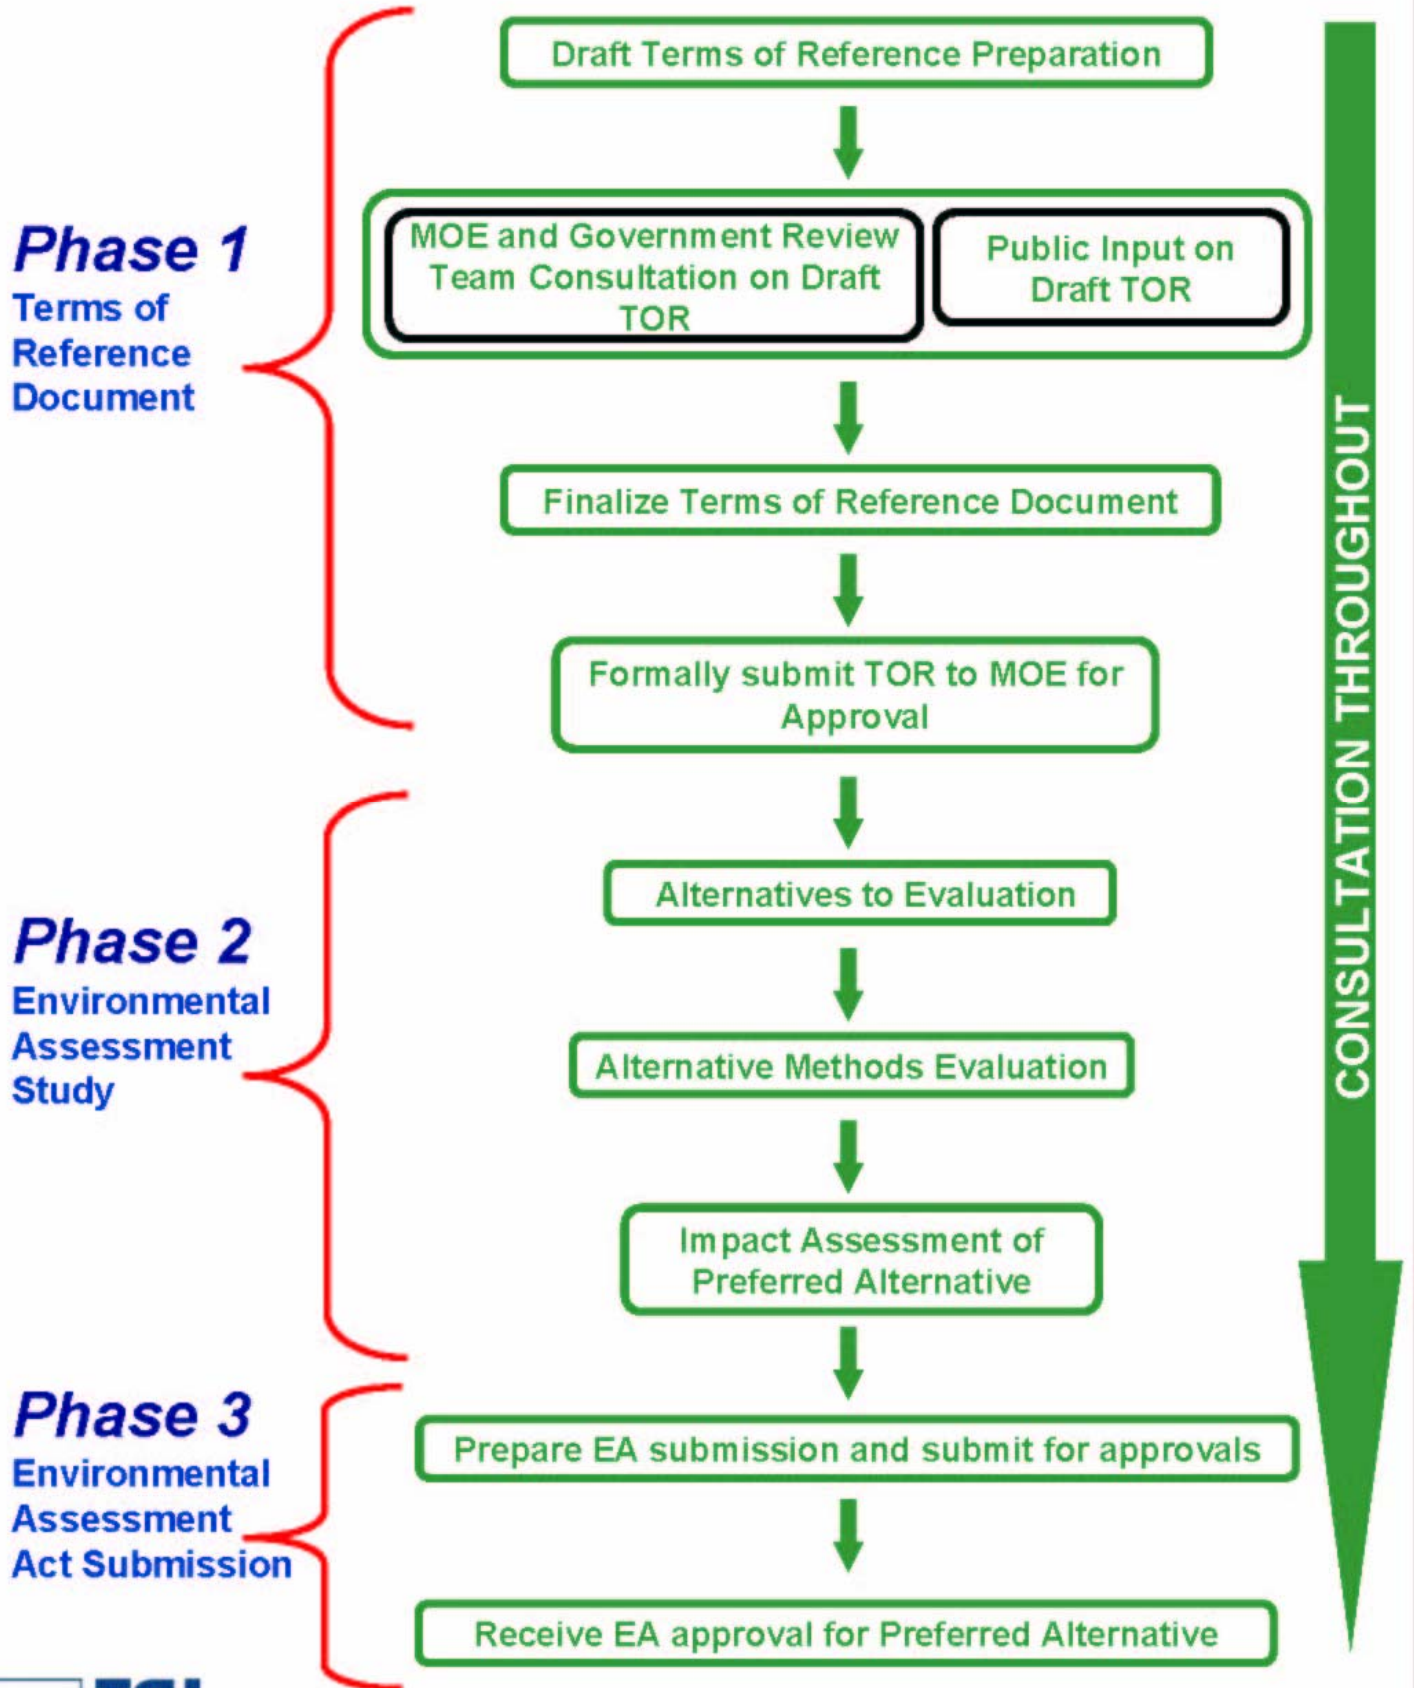 Phase 1
Terms of
Reference
Document
Draft Terms of Reference Preparation
MOE and Government Review
Team Consultation on Draft
TOR
Public Input on
Draft TOR
Finalize Terms of Reference Document
Formally submit TOR to MOE for
Approval
Phase 2
Environmental
Assessment
Study
Alternatives to Evaluation
Alternative Methods Evaluation
Impact Assessment of
Preferred Alternative
Phase 3
Environmental
Assessment
Act Submission
Prepare EA submission and submit for approvals
Receive EA approval for Preferred Alternative
CONSULTATION THROUGHOUT